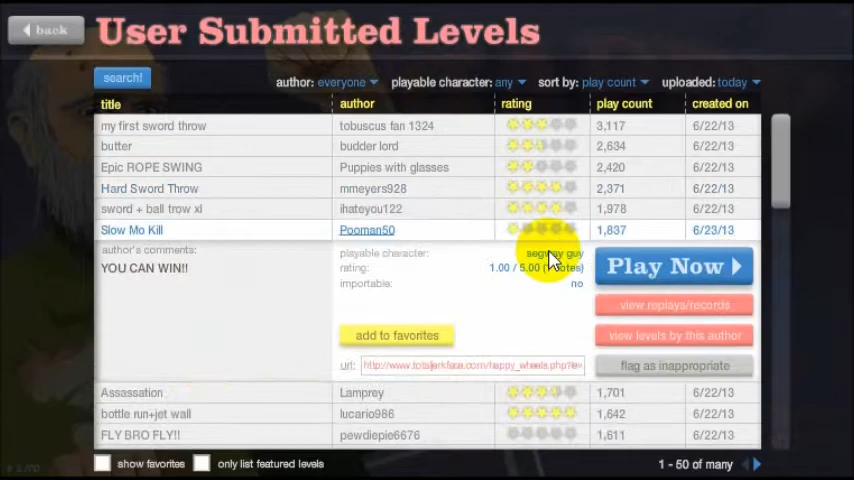 back
User Submitted Levels
search!
author: everyone playable character: any sort by: play count uploaded: today
title author rating play count created on
my first sword throw tobuscus fan 1324 3,117 6/22/13
butter budder lord 2,634 6/22/13
Epic ROPE SWING Puppies with glasses 2,420 6/22/13
Hard Sword Throw mmeyers928 2,371 6/22/13
sword + ball trow xl ihateyou122 1,978 6/22/13
Slow Mo Kill Pooman50 1,837 6/23/13
author's comments:
YOU CAN WIN!!
playable character: segway guy
rating: 1.00 / 5.00
importable: no
Play Now
view replays/records
add to favorites
view levels by this author
url: http://www.totaljerkface.com/happy_wheels.php?lev
flag as inappropriate
Assassation Lamprey 1,701 6/22/13
bottle run+jet wall lucario986 1,642 6/22/13
FLY BRO FLY!! pewdiepie6676 1,611 6/22/13
show favorites only list featured levels 1 - 50 of many